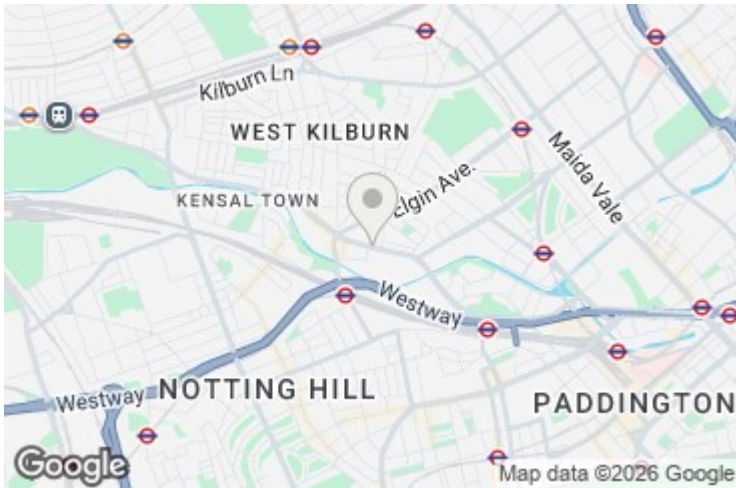 Kilburn Ln
WEST KILBURN
Maida Vale
KENSAL TOWN
Elgin Ave.
Westway
Westway
NOTTING HILL
PADDINGTON
Google
Map data ©2026 Google